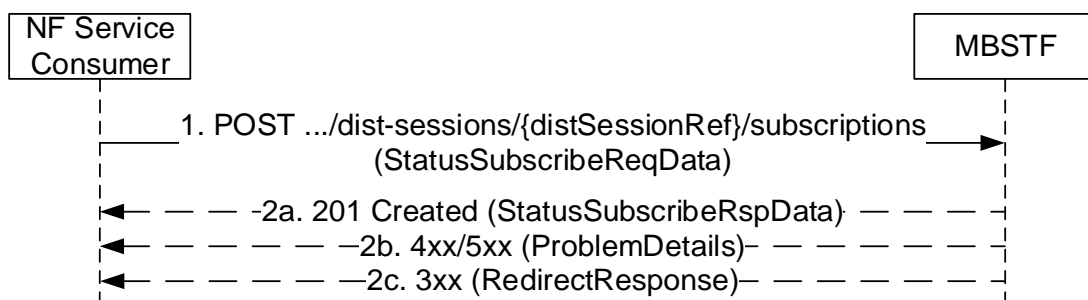 NF Service
Consumer
MBSTF
1. POST .../dist-sessions/{distSessionRef}/subscriptions
(StatusSubscribeReqData)
2a. 201 Created (StatusSubscribeRspData)
2b. 4xx/5xx (ProblemDetails)
2c. 3xx (RedirectResponse)